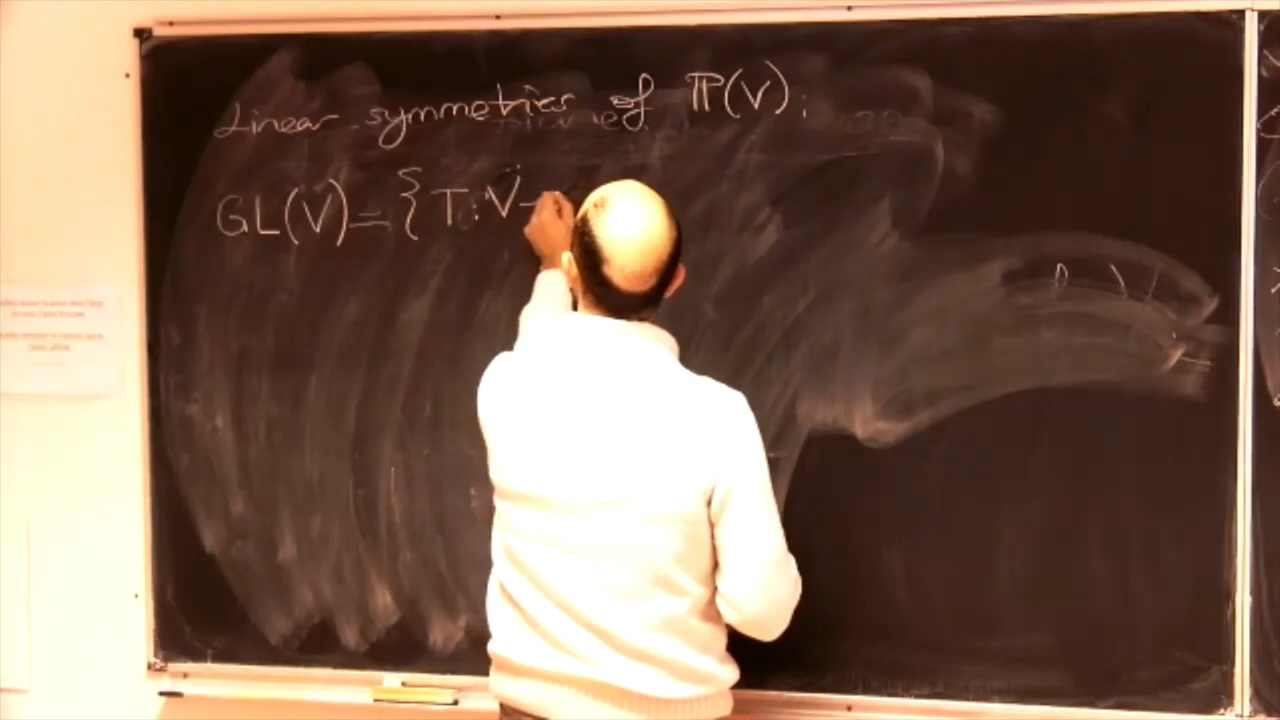 Linear symmetries of ℙ(V):
GL(V) = { T: V →